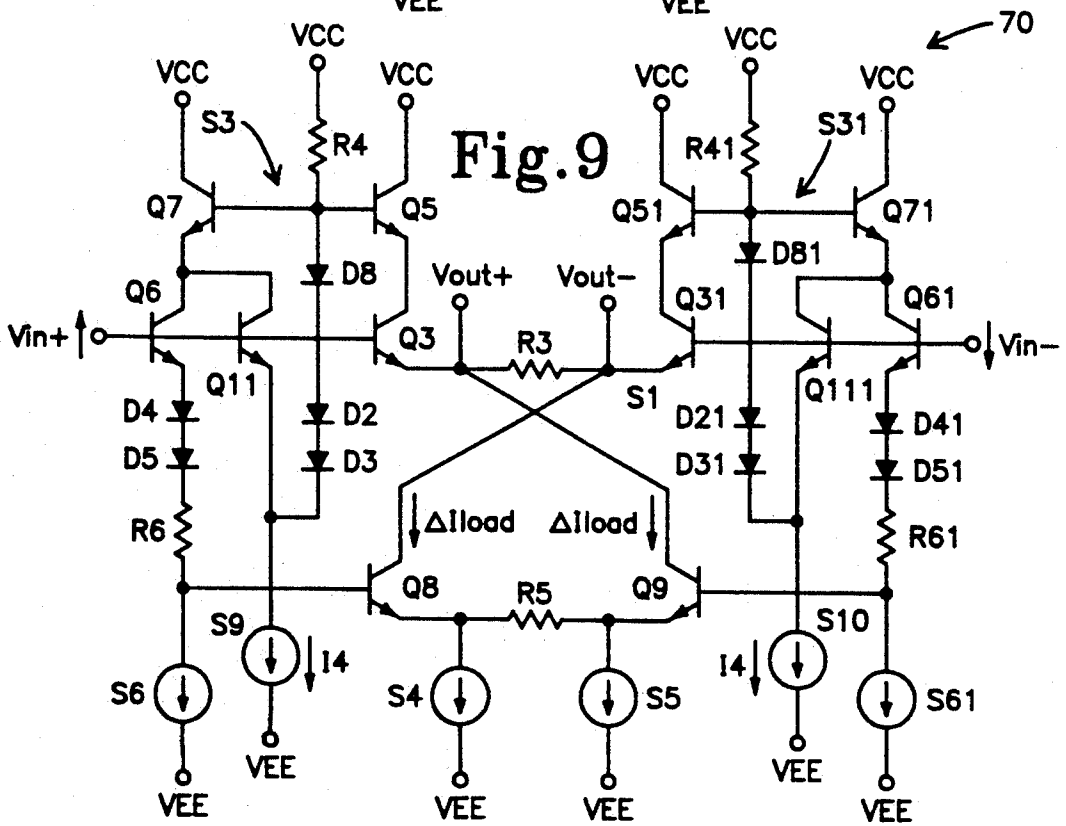 VEE VEE
70
VCC VCC
VCC VCC VCC VCC
S3 R4 Fig.9 R41 S31
Q7 Q5 Q51 Q71
D8 Vout+ Vout- D81
Q6 Q31 Q61
Vin+ Q3 R3 Vin-
Q11 S1 Q111
D4 D2 D21 D41
D5 D3 D31 D51
R6 ΔIload ΔIload R61
Q8 R5 Q9
S9 S10
S6 I4 S4 S5 I4 S61
VEE VEE
VEE VEE VEE VEE